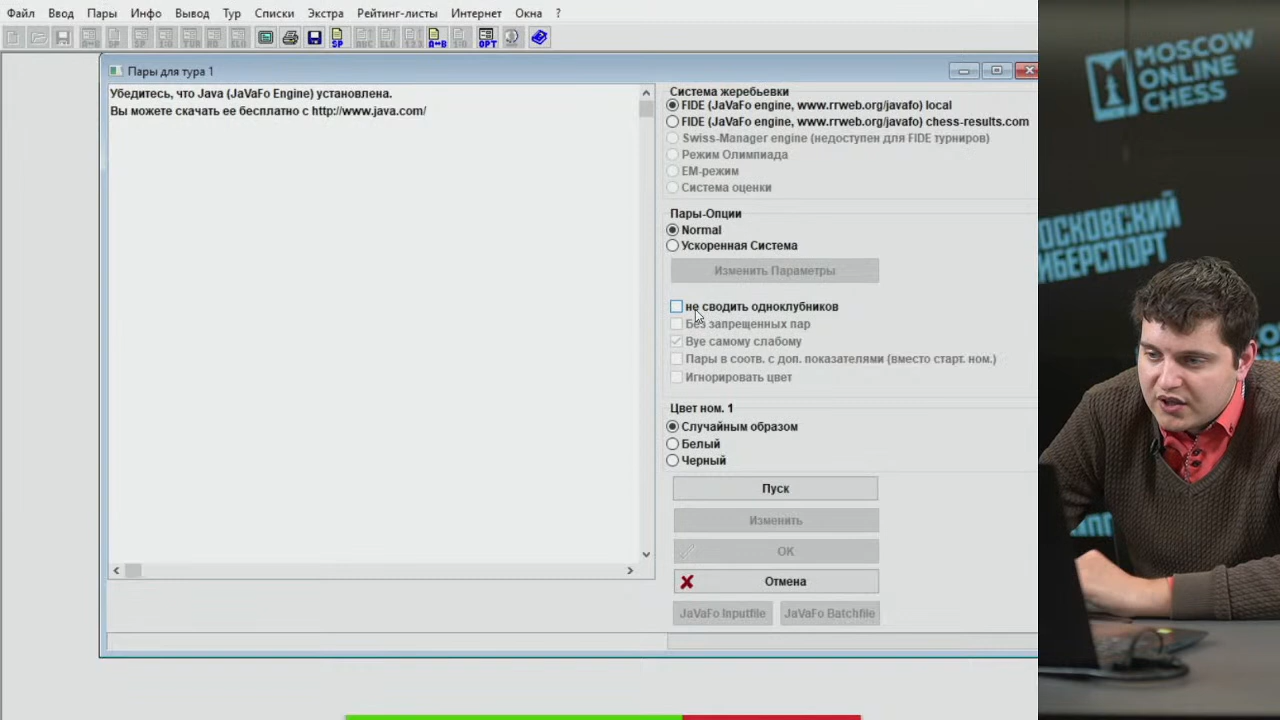 Файл Ввод Пары Инфо Вывод Тур Списки Экстра Рейтинг-листы Интернет Окна ?
Пары для тура 1
Убедитесь, что Java (JaVaFo Engine) установлена.
Вы можете скачать ее бесплатно с http://www.java.com/
Система жеребьевки
FIDE (JaVaFo engine, www.rrweb.org/javafo) local
FIDE (JaVaFo engine, www.rrweb.org/javafo) chess-results.com
Swiss-Manager engine (недоступен для FIDE турниров)
Режим Олимпиада
ЕМ-режим
Система оценки
Пары-Опции
Normal
Ускоренная Система
Изменить Параметры
не сводить одноклубников
Без запрещенных пар
Bye самому слабому
Пары в соотв. с доп. показателями (вместо старт. ном.)
Игнорировать цвет
Цвет ном. 1
Случайным образом
Белый
Черный
Пуск
Изменить
OK
Отмена
JaVaFo Inputfile JaVaFo Batchfile
MOSCOW
ONLINE
CHESS
МОСКОВСКИЙ
КИБЕРСПОРТ